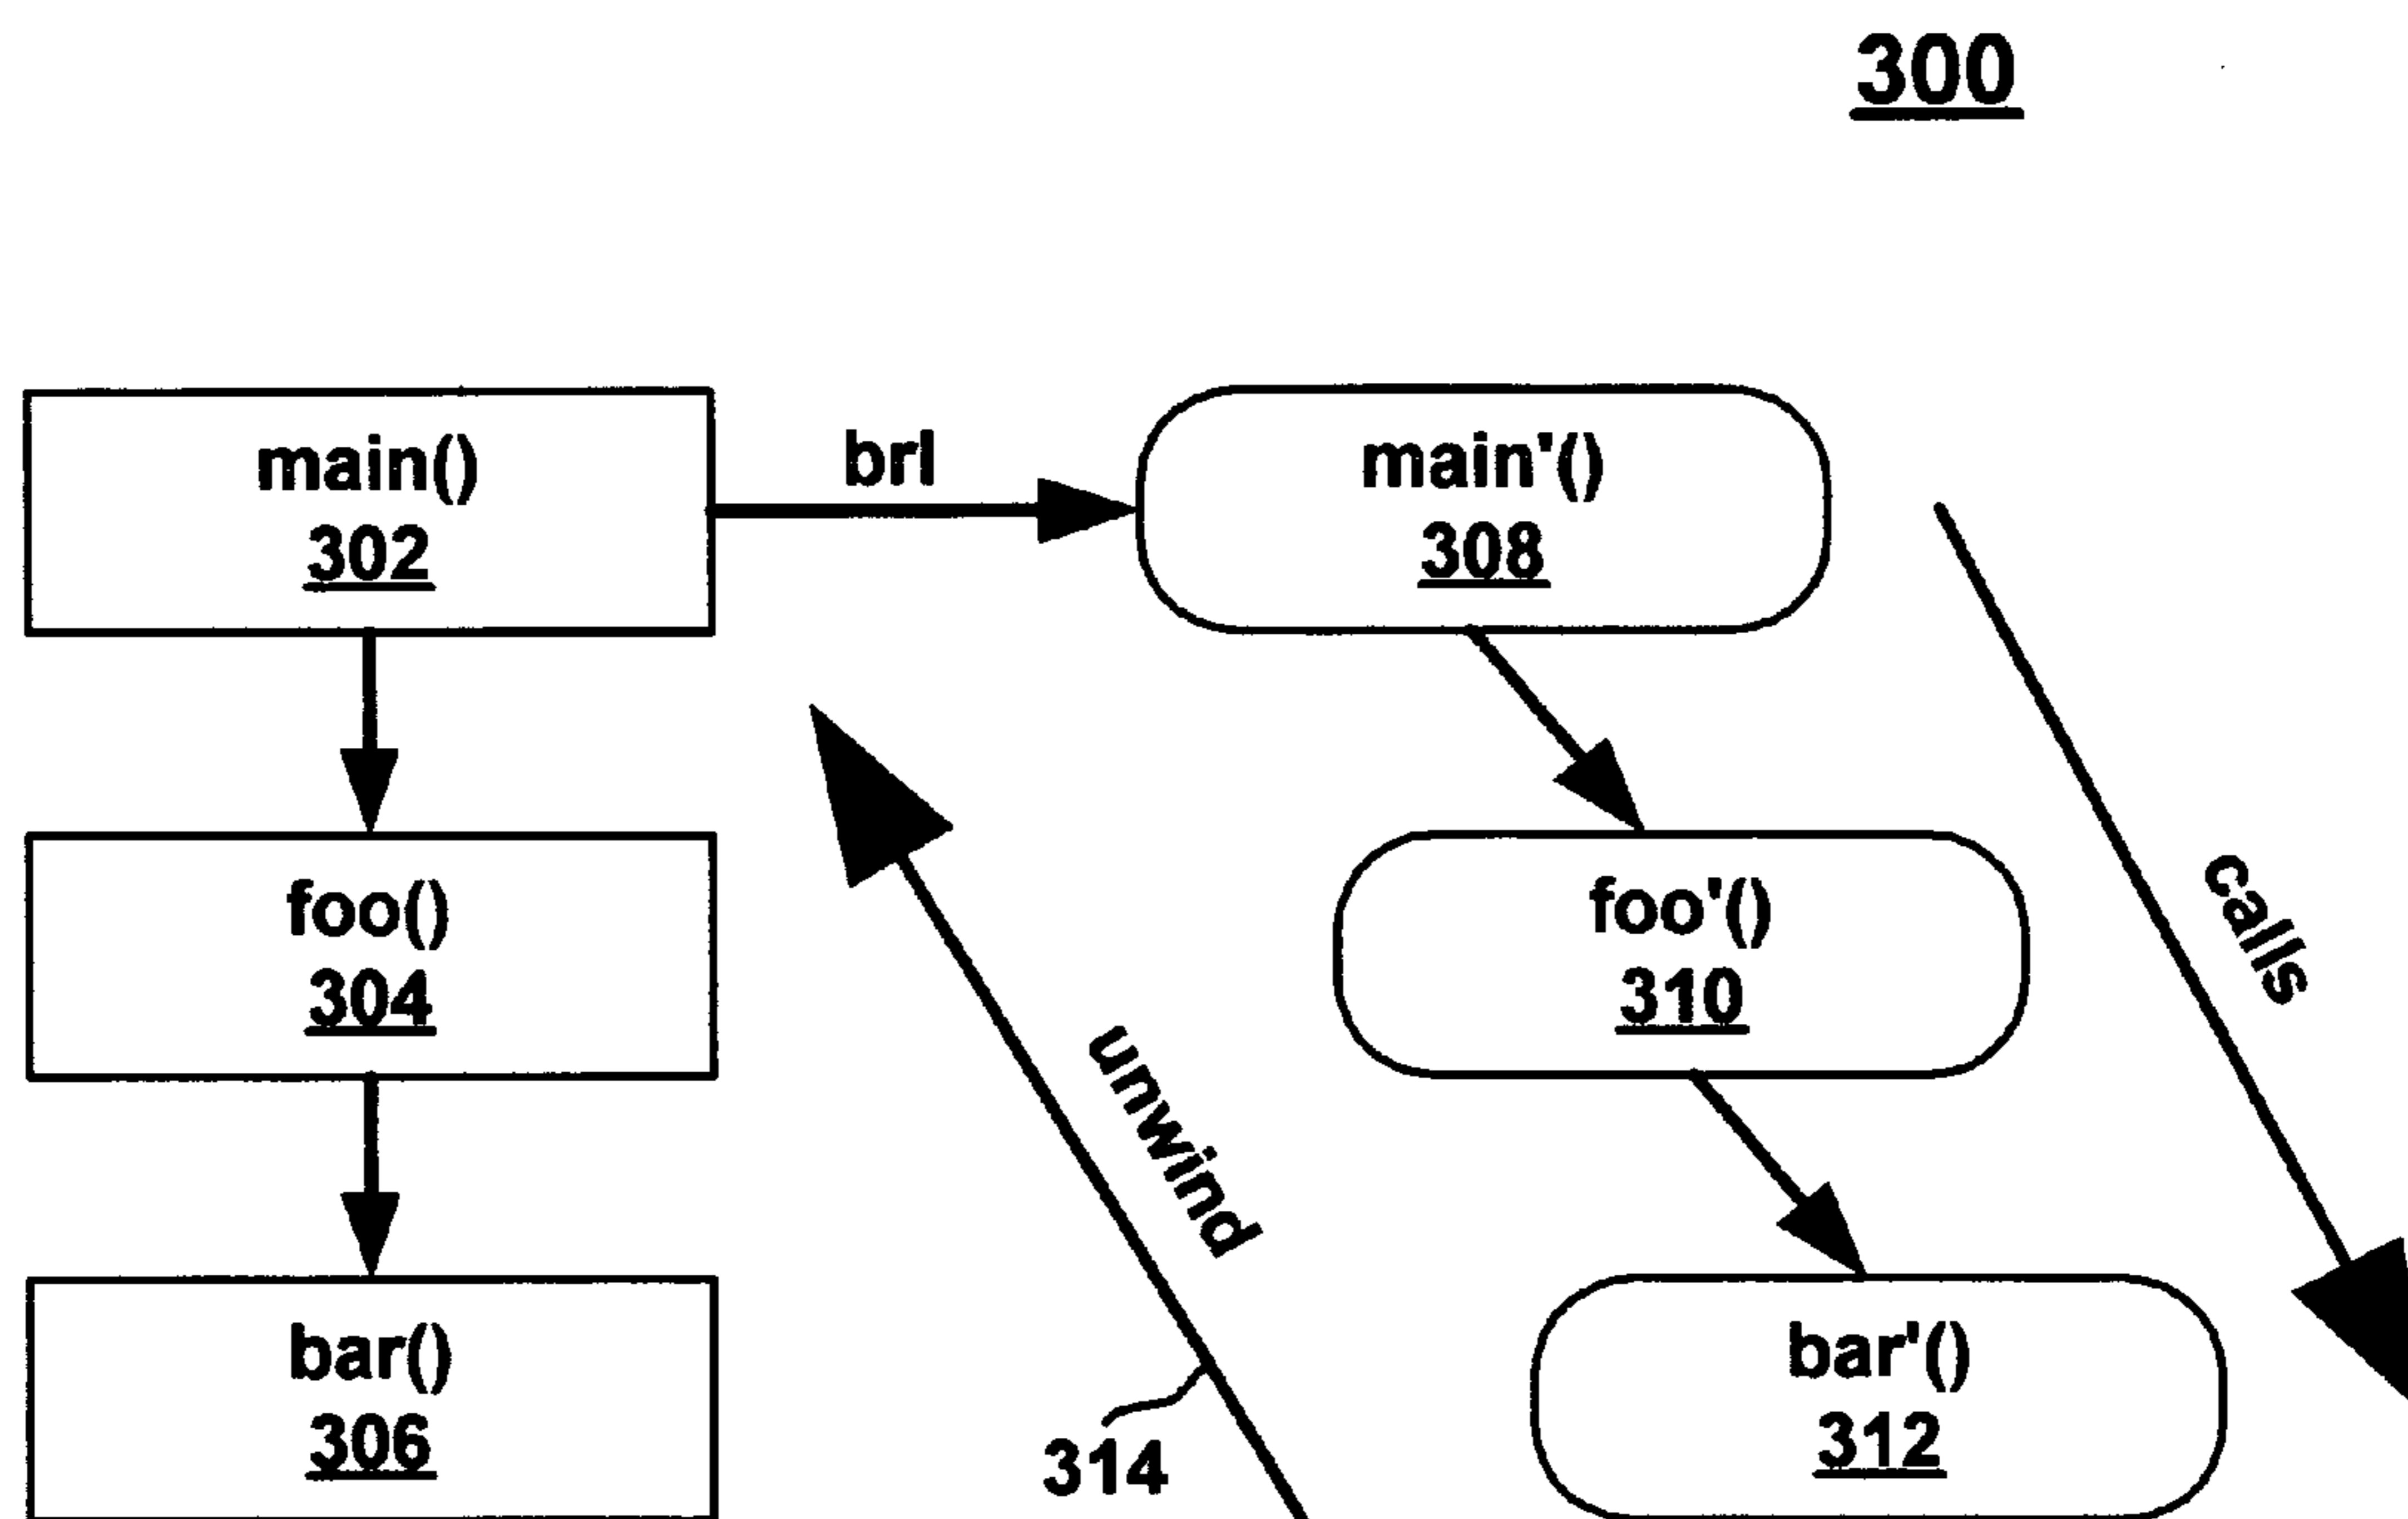 300
main()
302
brl
main'()
308
foo()
304
foo'()
310
calls
unwind
bar()
306
314
bar'()
312